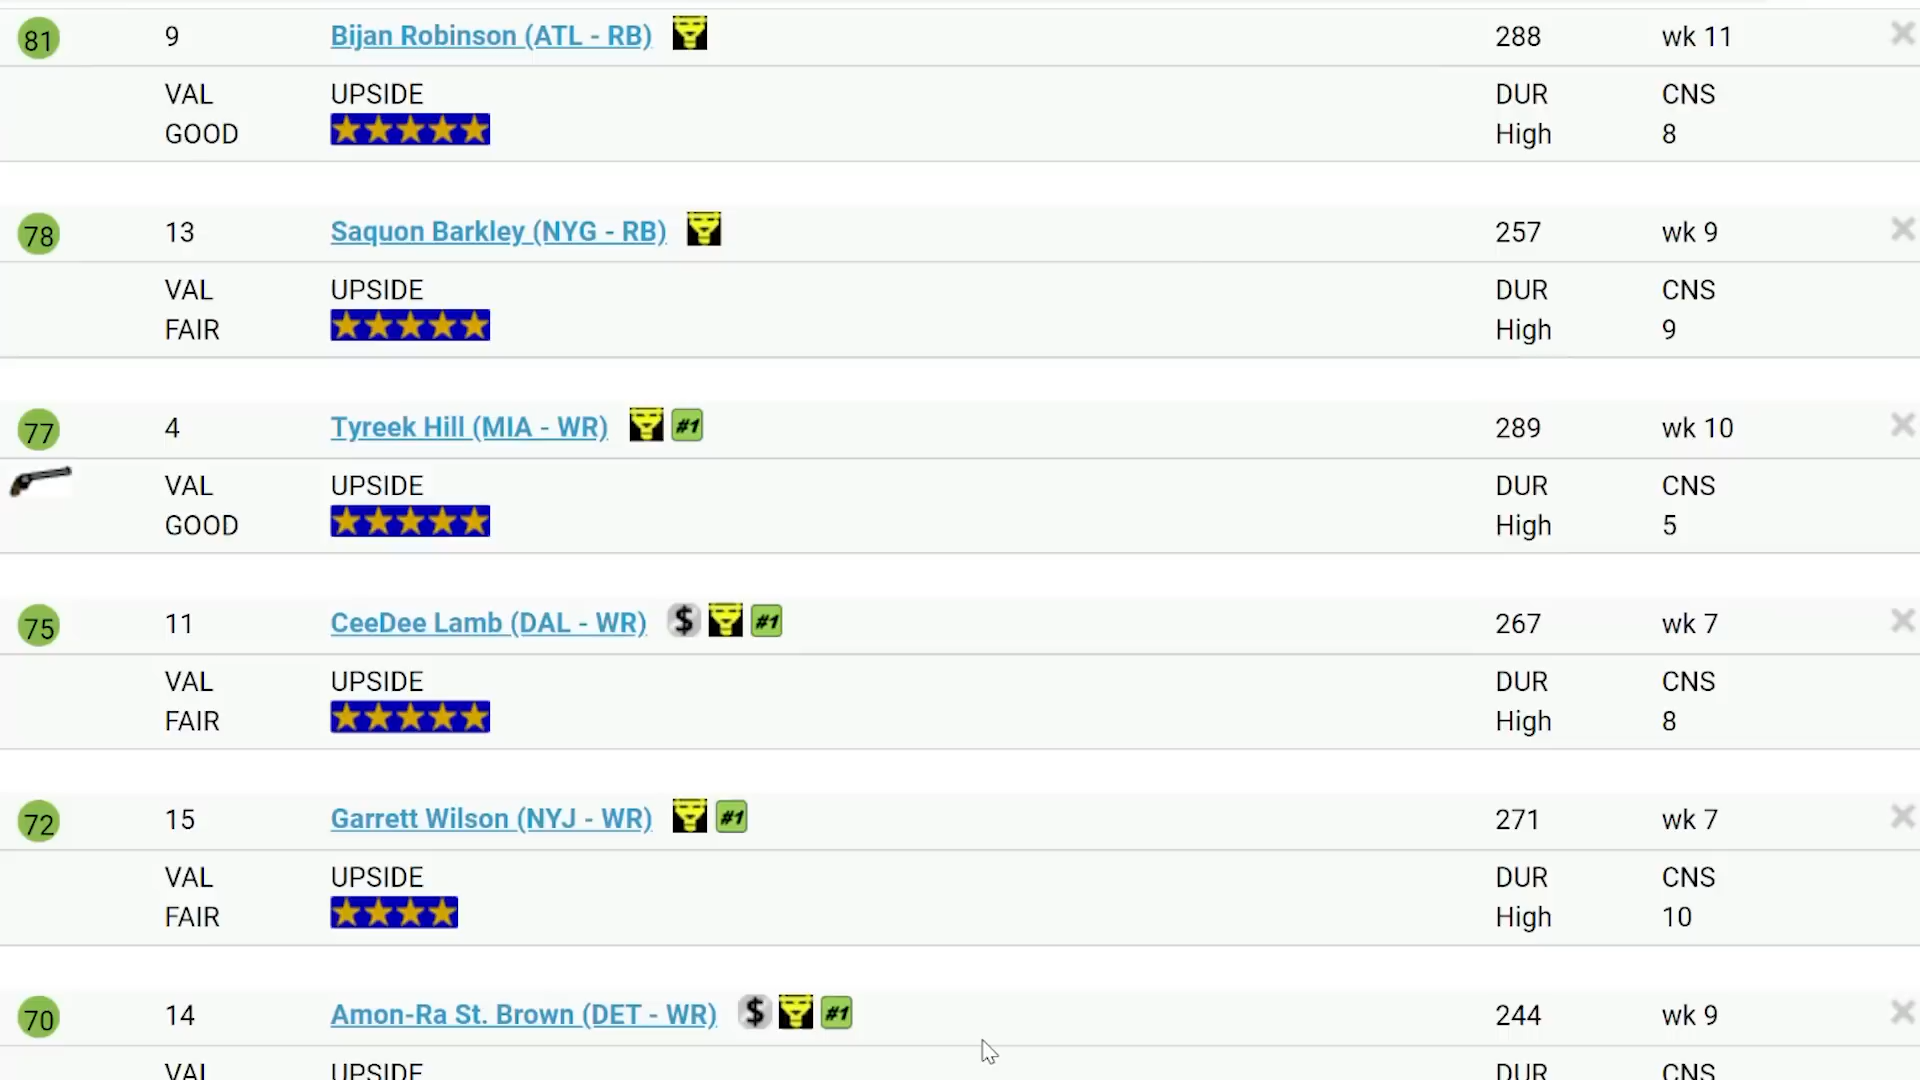 81 9 Bijan Robinson (ATL - RB) 288 wk 11
VAL UPSIDE DUR CNS
GOOD High 8
78 13 Saquon Barkley (NYG - RB) 257 wk 9
VAL UPSIDE DUR CNS
FAIR High 9
77 4 Tyreek Hill (MIA - WR) #1 289 wk 10
VAL UPSIDE DUR CNS
GOOD High 5
75 11 CeeDee Lamb (DAL - WR) $ #1 267 wk 7
VAL UPSIDE DUR CNS
FAIR High 8
72 15 Garrett Wilson (NYJ - WR) #1 271 wk 7
VAL UPSIDE DUR CNS
FAIR High 10
70 14 Amon-Ra St. Brown (DET - WR) $ #1 244 wk 9
VAL UPSIDE DUR CNS